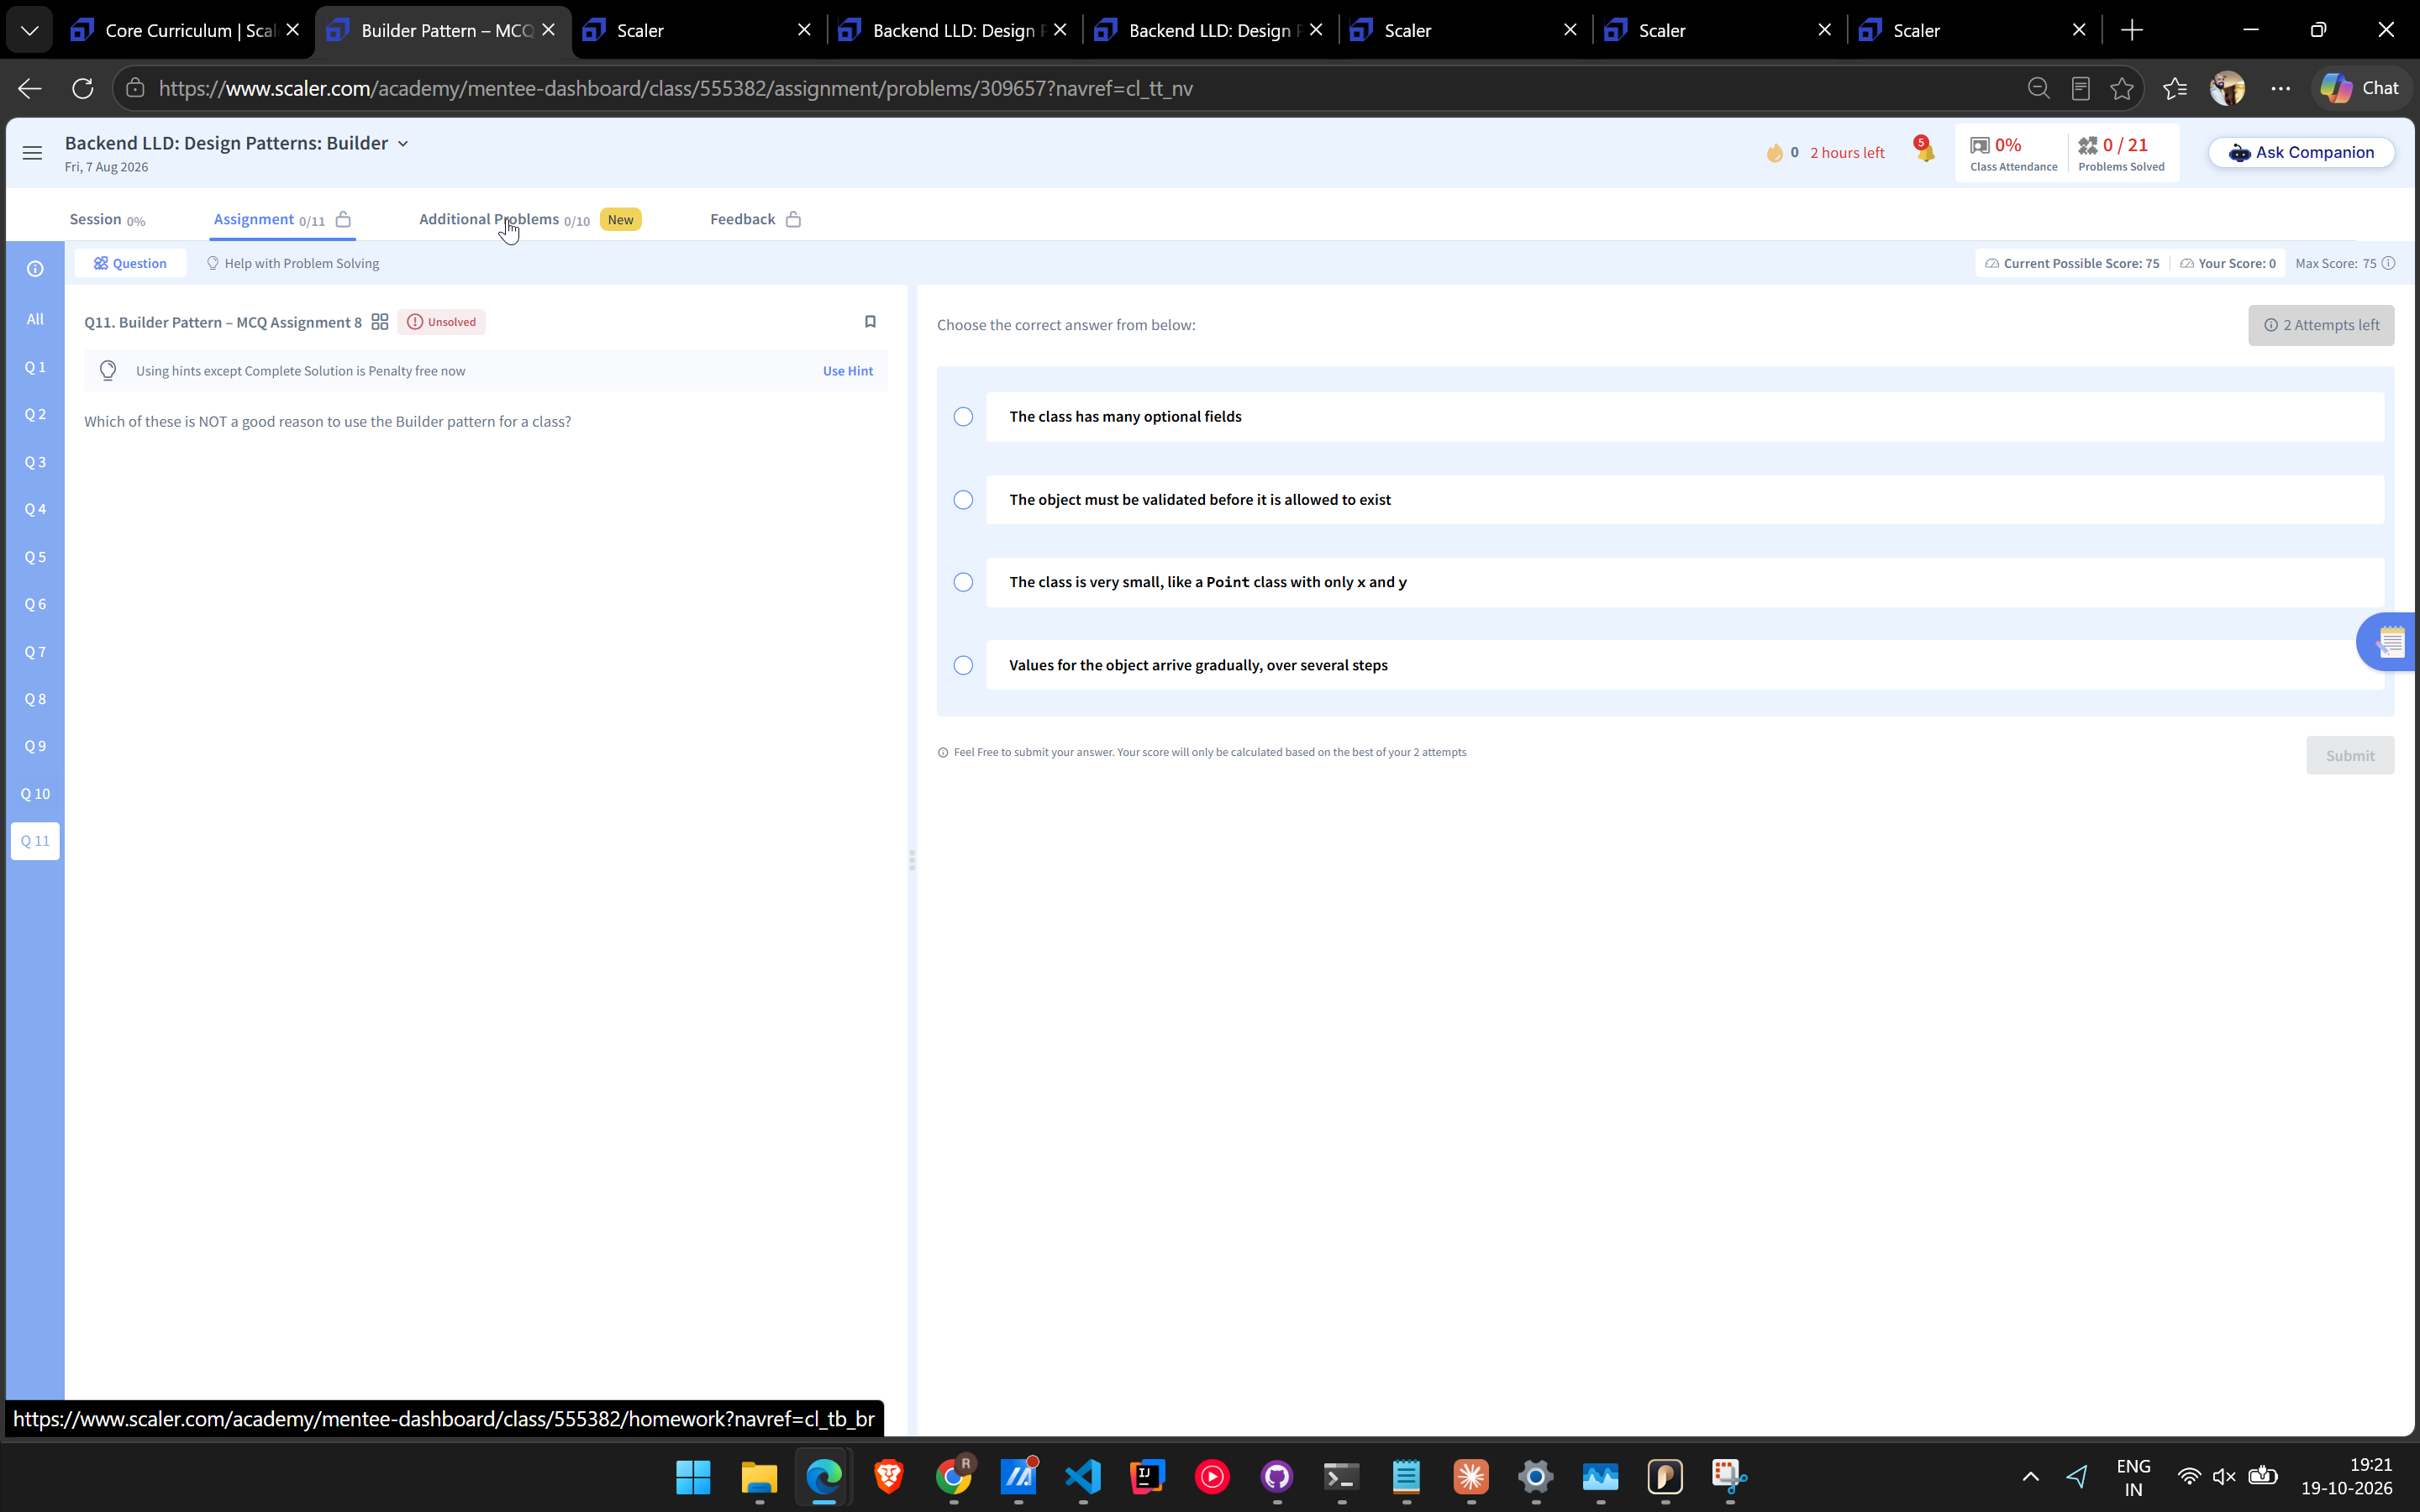 Core Curriculum | Scal
Builder Pattern – MCQ
Scaler
Backend LLD: Design P
Backend LLD: Design P
Scaler
Scaler
Scaler
https://www.scaler.com/academy/mentee-dashboard/class/555382/assignment/problems/309657?navref=cl_tt_nv
Chat
Backend LLD: Design Patterns: Builder
Fri, 7 Aug 2026
0 2 hours left
5
0%
Class Attendance
0 / 21
Problems Solved
Ask Companion
Session 0%
Assignment 0/11
Additional Problems 0/10 New
Feedback
Question
Help with Problem Solving
Current Possible Score: 75
Your Score: 0
Max Score: 75
All
Q 1
Q 2
Q 3
Q 4
Q 5
Q 6
Q 7
Q 8
Q 9
Q 10
Q 11
Q11. Builder Pattern – MCQ Assignment 8
Unsolved
Using hints except Complete Solution is Penalty free now
Use Hint
Which of these is NOT a good reason to use the Builder pattern for a class?
Choose the correct answer from below:
2 Attempts left
The class has many optional fields
The object must be validated before it is allowed to exist
The class is very small, like a Point class with only x and y
Values for the object arrive gradually, over several steps
Feel Free to submit your answer. Your score will only be calculated based on the best of your 2 attempts
Submit
https://www.scaler.com/academy/mentee-dashboard/class/555382/homework?navref=cl_tb_br
R
IJ
ENG
IN
19:21
19-10-2026